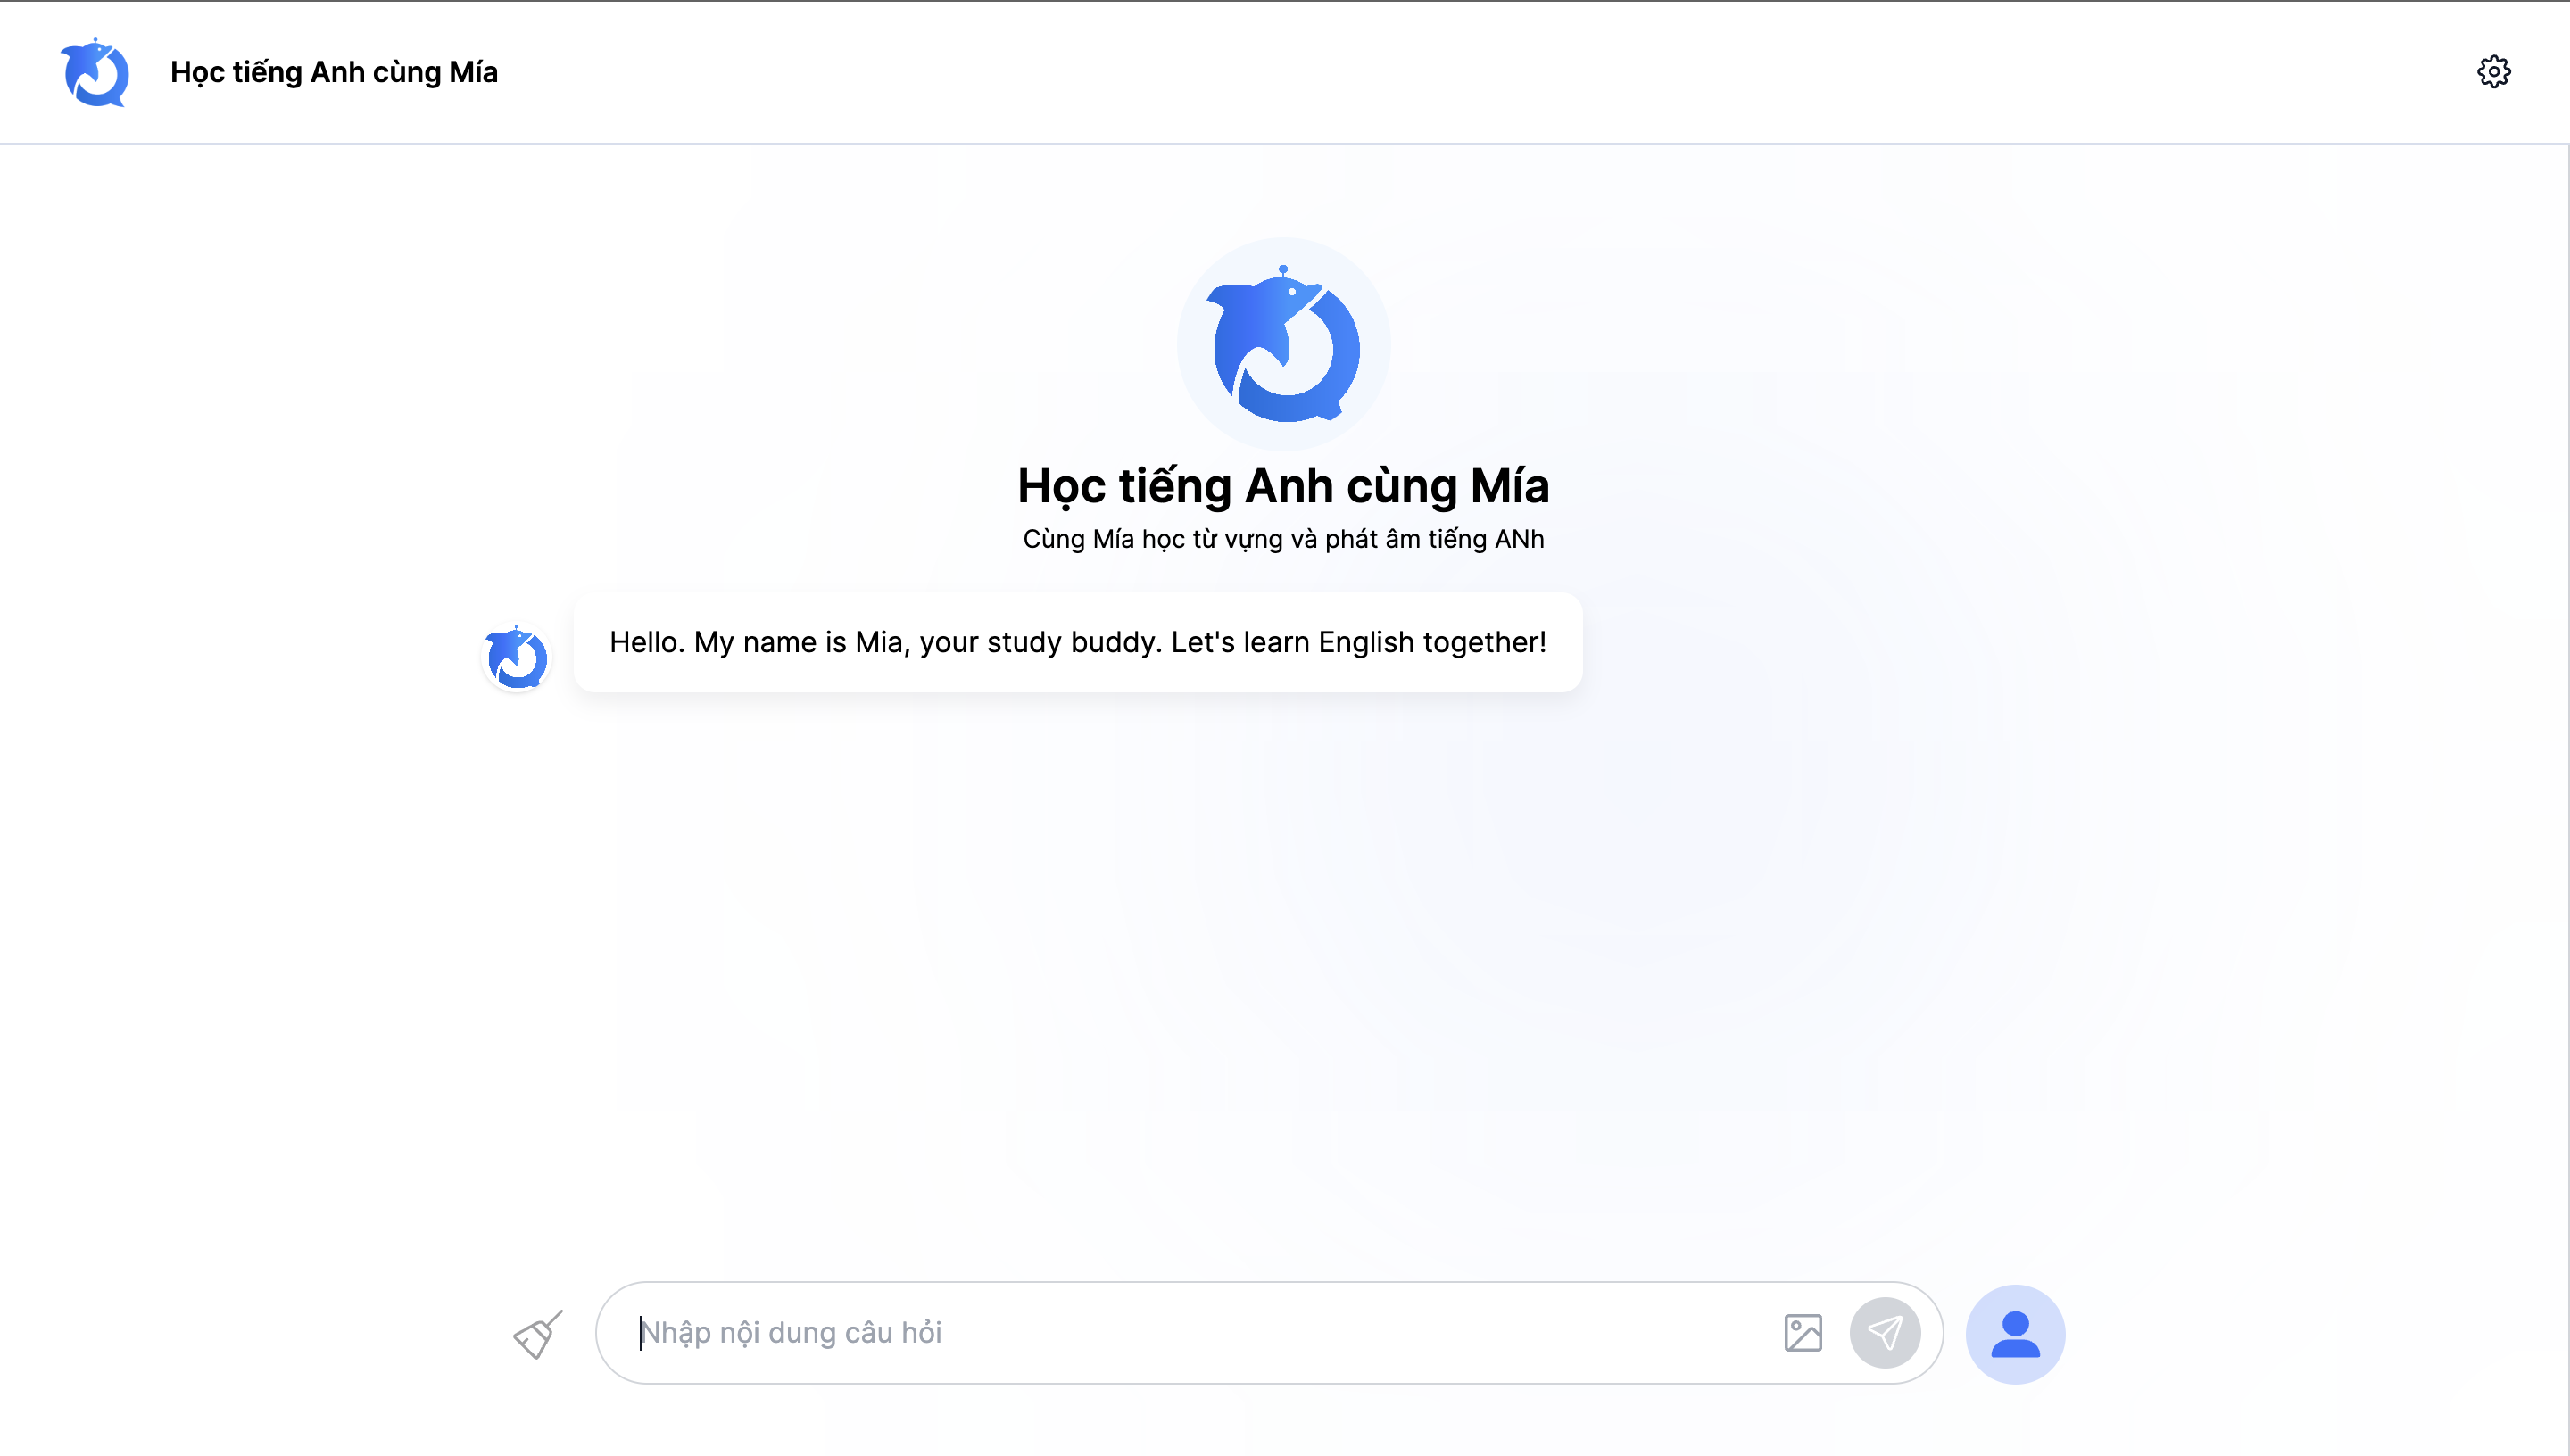 Học tiếng Anh cùng Mía
Học tiếng Anh cùng Mía
Cùng Mía học từ vựng và phát âm tiếng ANh
Hello. My name is Mia, your study buddy. Let's learn English together!
Nhập nội dung câu hỏi